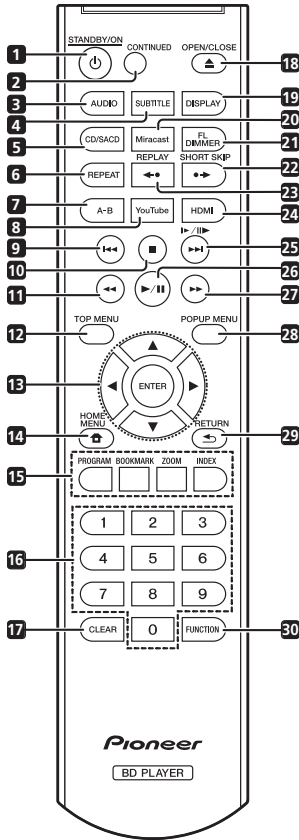 STANDBY/ON CONTINUED OPEN/CLOSE
1 2 18
3 AUDIO SUBTITLE DISPLAY 19
4 20
5 CD/SACD Miracast FL DIMMER 21
REPLAY SHORT SKIP
6 REPEAT 22
23
7 A-B YouTube HDMI 24
8
9 25
10 26
11 27
TOP MENU POPUP MENU
12 28
13 ENTER
HOME MENU RETURN
14 29
PROGRAM BOOKMARK ZOOM INDEX
15
1 2 3
16 4 5 6
7 8 9
17 CLEAR 0 FUNCTION 30
Pioneer
BD PLAYER